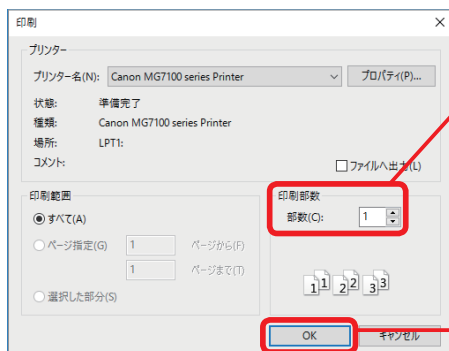 印刷
プリンター
プリンター名(N): Canon MG7100 series Printer プロパティ(P)...
状態: 準備完了
種類: Canon MG7100 series Printer
場所: LPT1:
コメント: ファイルへ出力(L)
印刷範囲
すべて(A)
ページ指定(G) 1 ページから(F)
1 ページまで(T)
選択した部分(S)
印刷部数
部数(C): 1
1 1 2 2 3 3
OK キャンセル